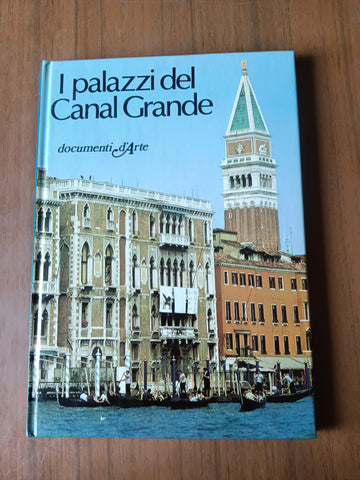 I palazzi del
Canal Grande
documenti d'Arte